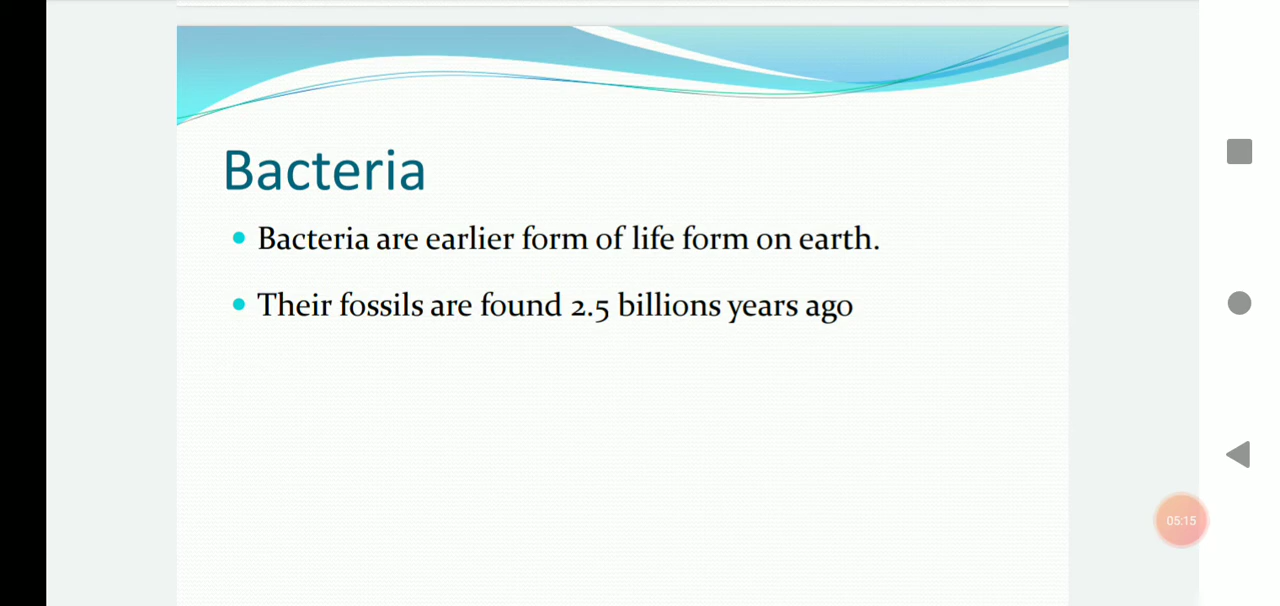 Bacteria
Bacteria are earlier form of life form on earth.
Their fossils are found 2.5 billions years ago
05:15